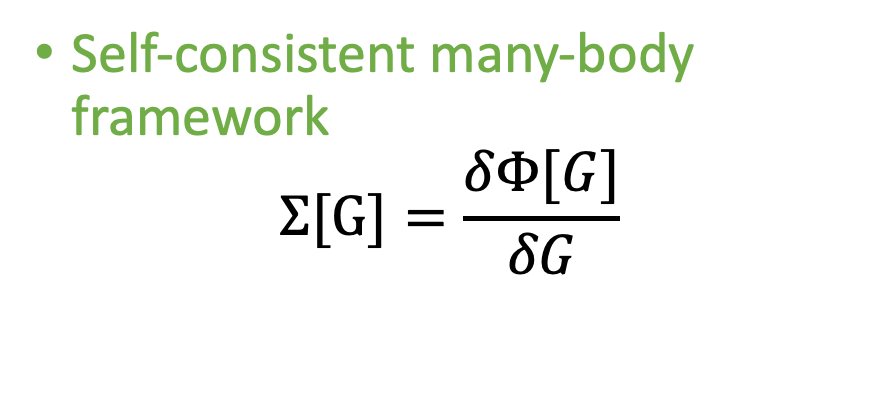 • Self-consistent many-body
framework
Σ[G] = δΦ[G] / δG